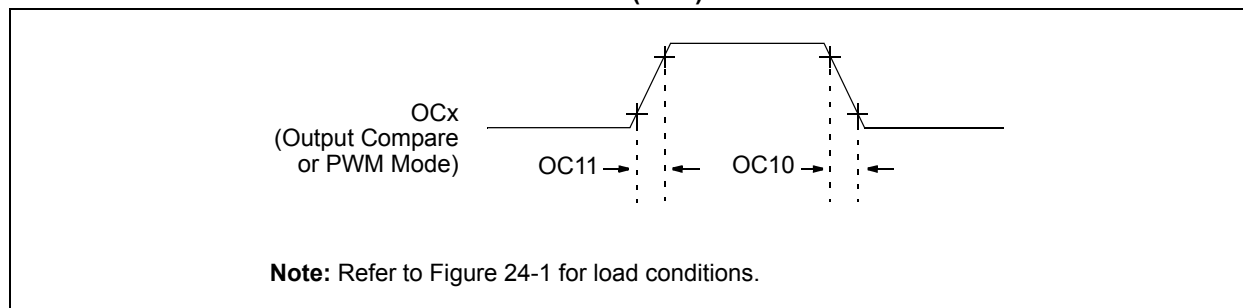 OCx
(Output Compare
or PWM Mode)
OC11
OC10
Note: Refer to Figure 24-1 for load conditions.